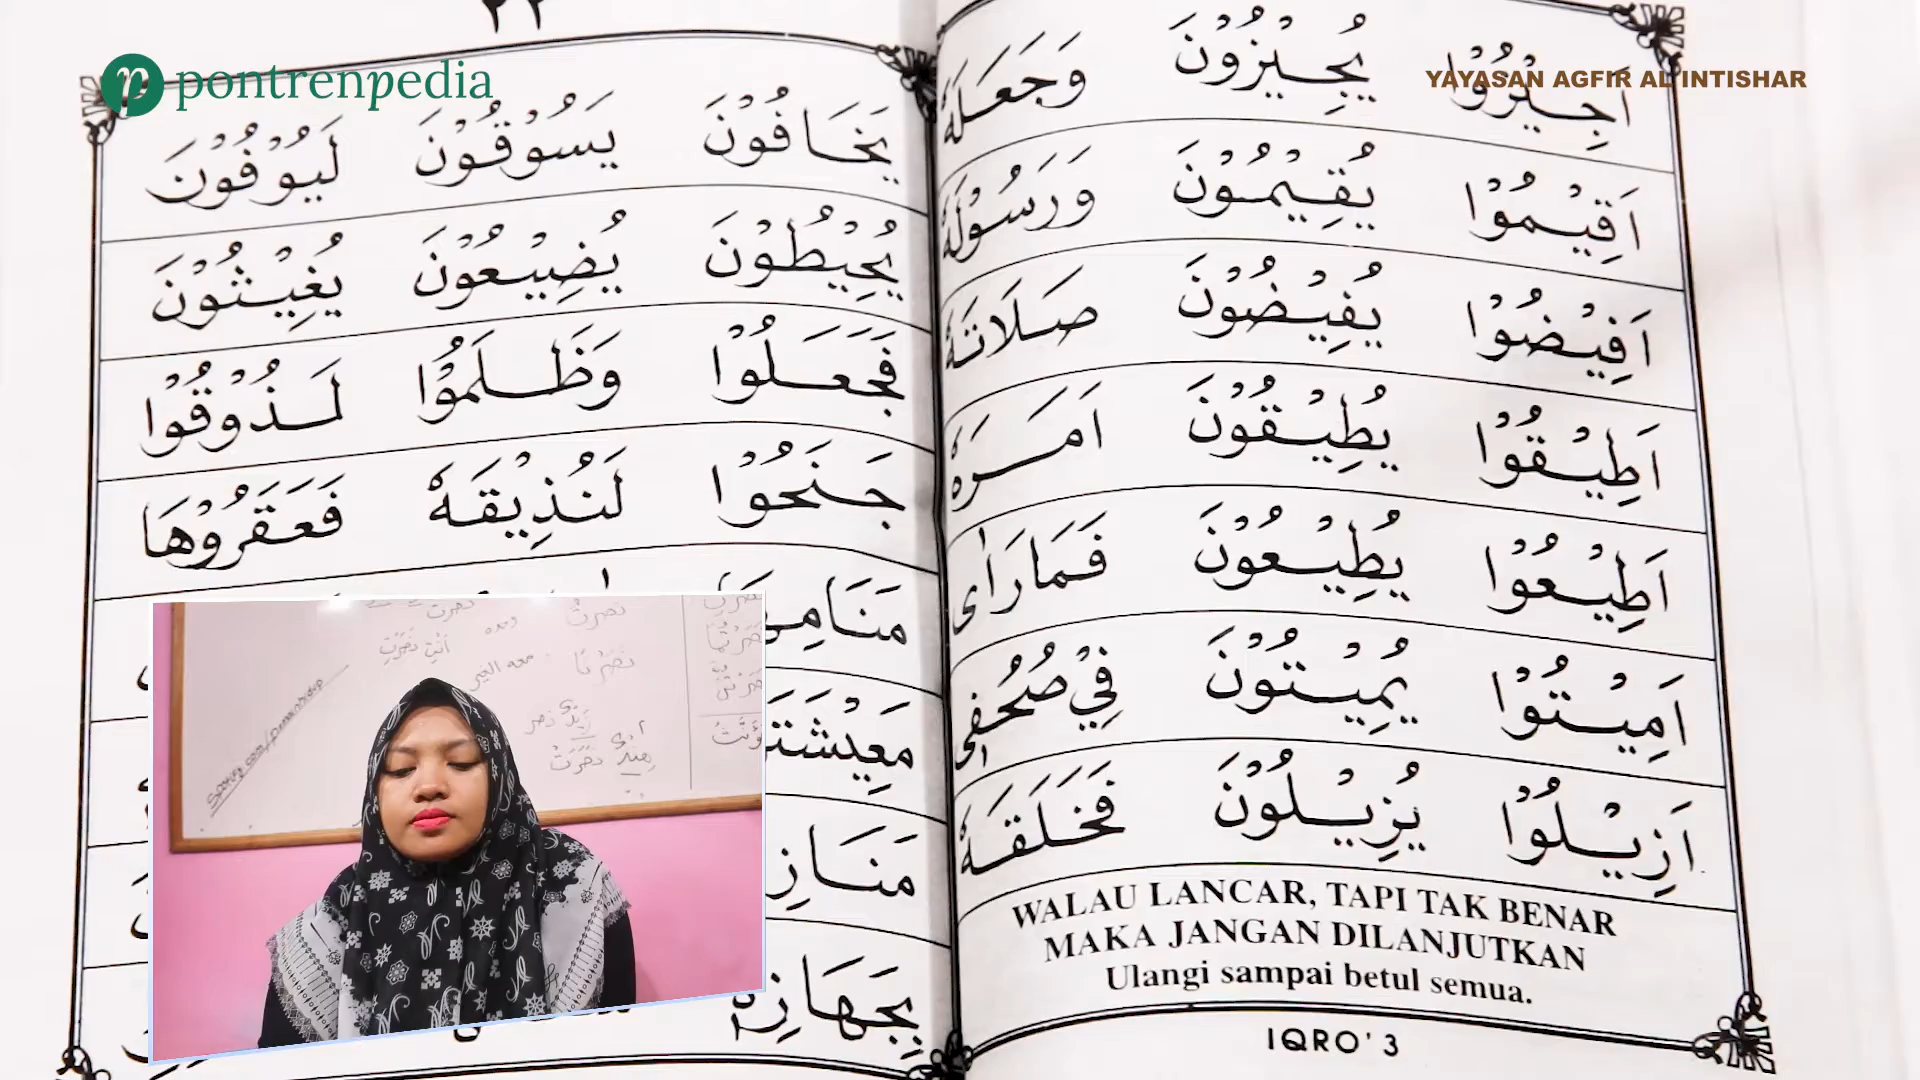 pontrenpedia
YAYASAN AGFIR AL INTISHAR
اَجِيْزُوْا يُجِيْزُوْنَ وَجَعَلَهٗ
اَقِيْمُوْا يُقِيْمُوْنَ وَرَسُوْلَهٗ
اَفِيْضُوْا يُفِيْضُوْنَ صَلَاتَهٗ
اَطِيْقُوْا يُطِيْقُوْنَ اَمَرَهٗ
اَطِيْعُوْا يُطِيْعُوْنَ فَمَارَاٰى
اَمِيْتُوْا يُمِيْتُوْنَ فِيْ صُحُفِى
اَزِيْلُوْا يُزِيْلُوْنَ فَخَلَقَهٗ
WALAU LANCAR, TAPI TAK BENAR
MAKA JANGAN DILANJUTKAN
Ulangi sampai betul semua.
IQRO' 3
٢٢
يَخَافُوْنَ يَسُوْقُوْنَ لَيُوْفُوْنَ
يُحِيْطُوْنَ يُضِيْعُوْنَ يُغِيْثُوْنَ
فَجَعَلُوْا وَظَلَمُوْا لَذُوْقُوْا
جَنَحُوْا لَنُذِيْقَهٗ فَعَقَرُوْهَا